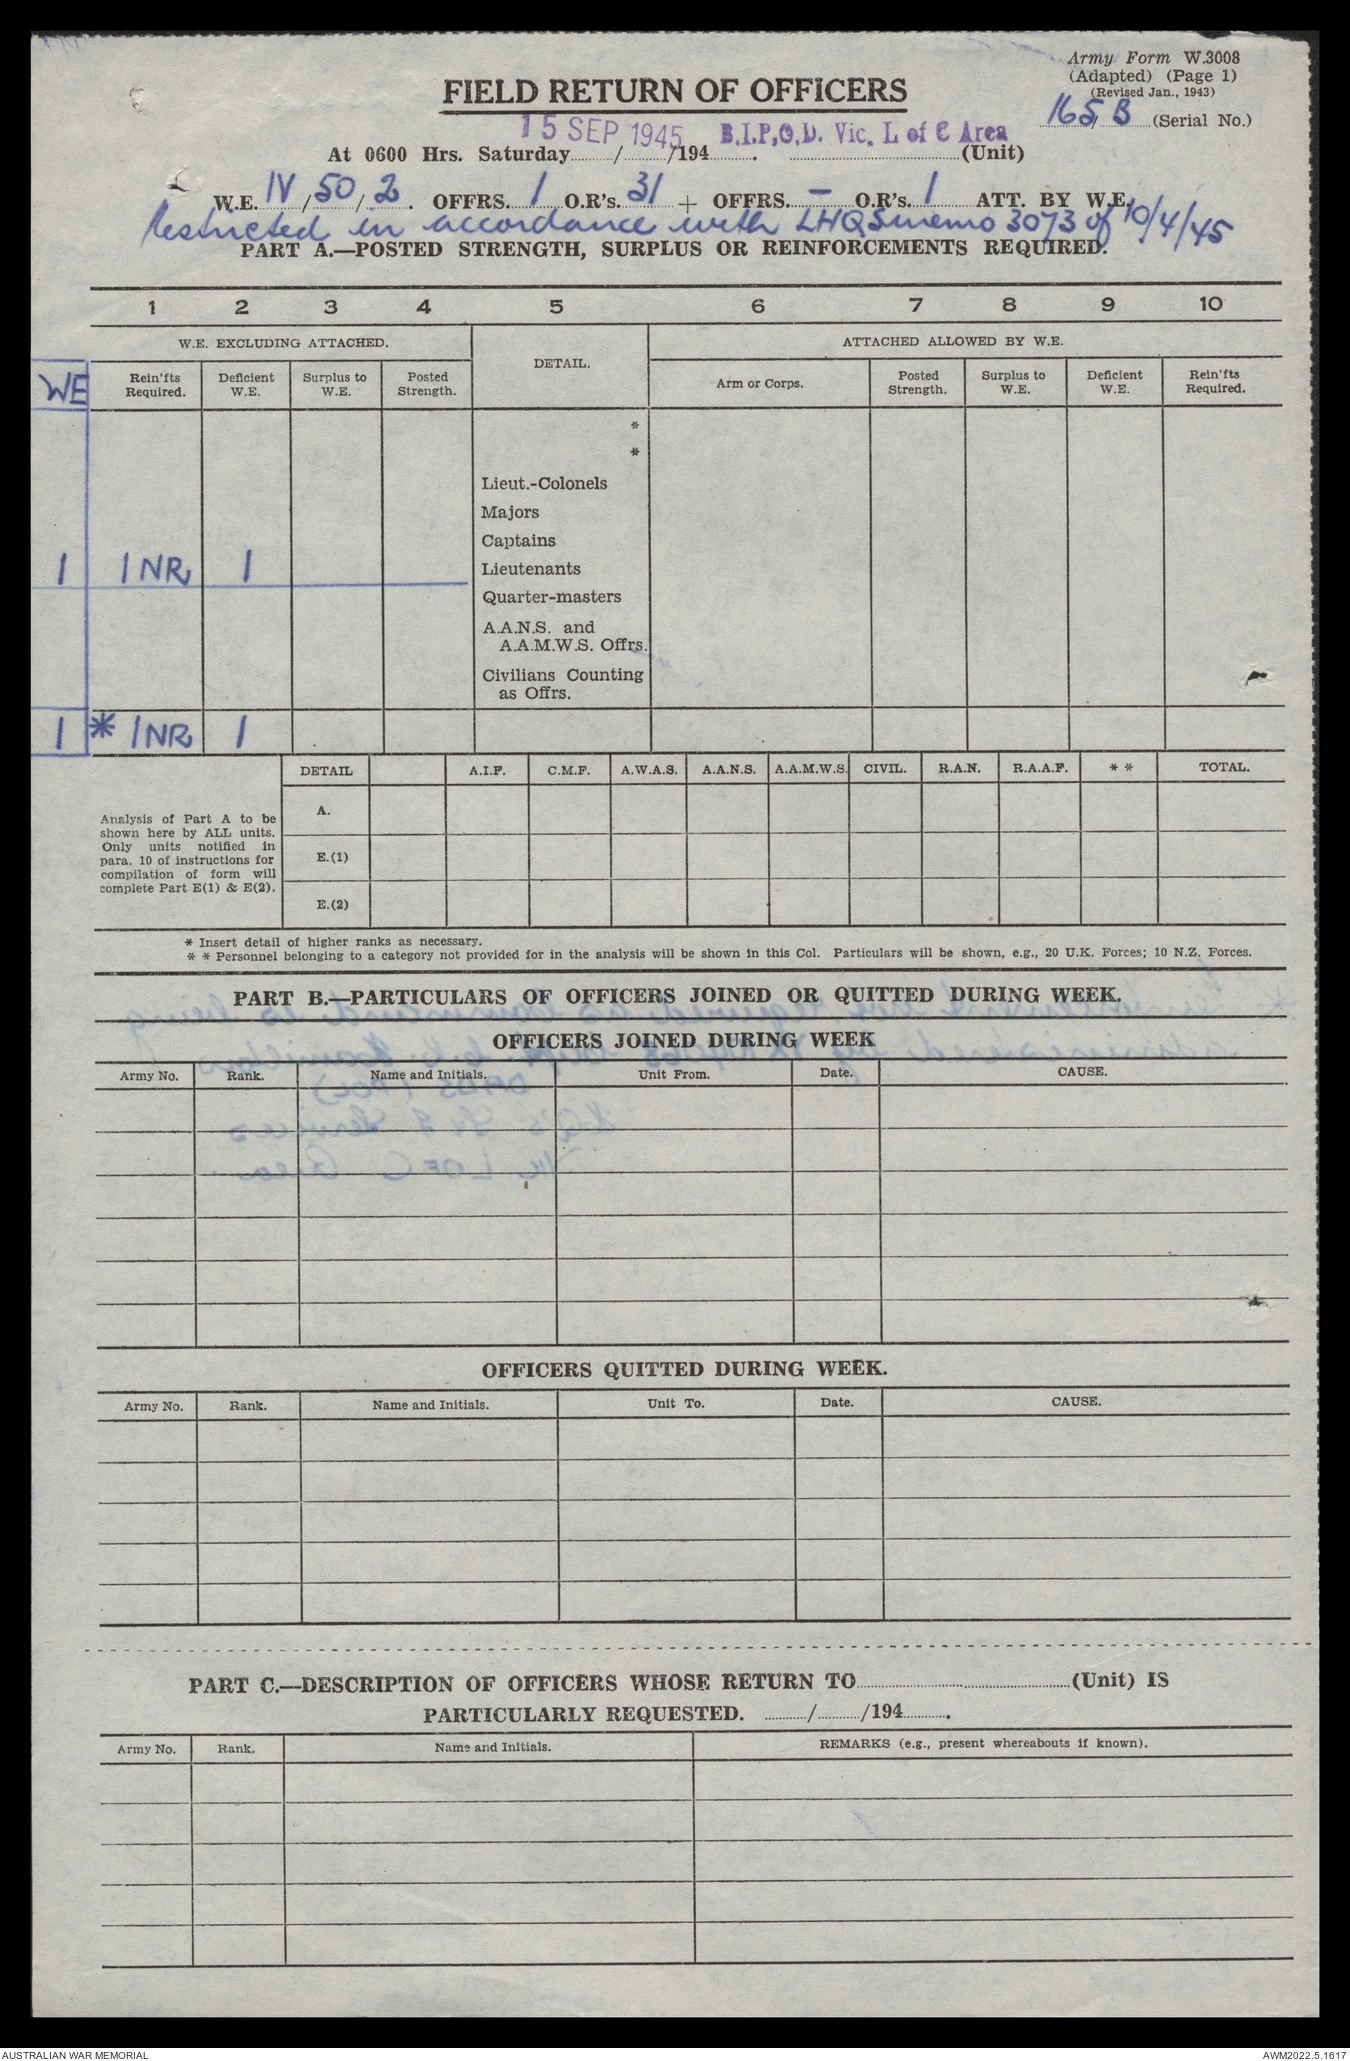 Army Form W.3008
(Adapted) (Page 1)
(Revised Jan., 1943)
FIELD RETURN OF OFFICERS
165 B (Serial No.)
15 SEP 1945 B.I.P.O.D. Vic. L of C Area
At 0600 Hrs. Saturday / /194 . (Unit)
W.E. IV / 50 / 2 . OFFRS. 1 O.R's. 31 + OFFRS. – O.R's. 1 ATT. BY W.E.
Restricted in accordance with LHQ Smemo 3073 of 10/4/45
PART A.—POSTED STRENGTH, SURPLUS OR REINFORCEMENTS REQUIRED.
1 2 3 4 5 6 7 8 9 10
W.E. EXCLUDING ATTACHED. DETAIL. ATTACHED ALLOWED BY W.E.
WE Rein'fts Required. Deficient W.E. Surplus to W.E. Posted Strength. Arm or Corps. Posted Strength. Surplus to W.E. Deficient W.E. Rein'fts Required.
*
*
Lieut.-Colonels
Majors
Captains
1 1 NR 1 Lieutenants
Quarter-masters
A.A.N.S. and
A.A.M.W.S. Offrs.
Civilians Counting
as Offrs.
1 * 1 NR 1
DETAIL A.I.F. C.M.F. A.W.A.S. A.A.N.S. A.A.M.W.S. CIVIL. R.A.N. R.A.A.F. * * TOTAL.
Analysis of Part A to be
shown here by ALL units.
Only units notified in
para. 10 of instructions for
compilation of form will
complete Part E(1) & E(2).
A.
E.(1)
E.(2)
* Insert detail of higher ranks as necessary.
* * Personnel belonging to a category not provided for in the analysis will be shown in this Col. Particulars will be shown, e.g., 20 U.K. Forces; 10 N.Z. Forces.
PART B.—PARTICULARS OF OFFICERS JOINED OR QUITTED DURING WEEK.
OFFICERS JOINED DURING WEEK
Army No. Rank. Name and Initials. Unit From. Date. CAUSE.
OFFICERS QUITTED DURING WEEK.
Army No. Rank. Name and Initials. Unit To. Date. CAUSE.
PART C.—DESCRIPTION OF OFFICERS WHOSE RETURN TO (Unit) IS
PARTICULARLY REQUESTED. / /194 .
Army No. Rank. Name and Initials. REMARKS (e.g., present whereabouts if known).
AUSTRALIAN WAR MEMORIAL AWM2022.5.1617